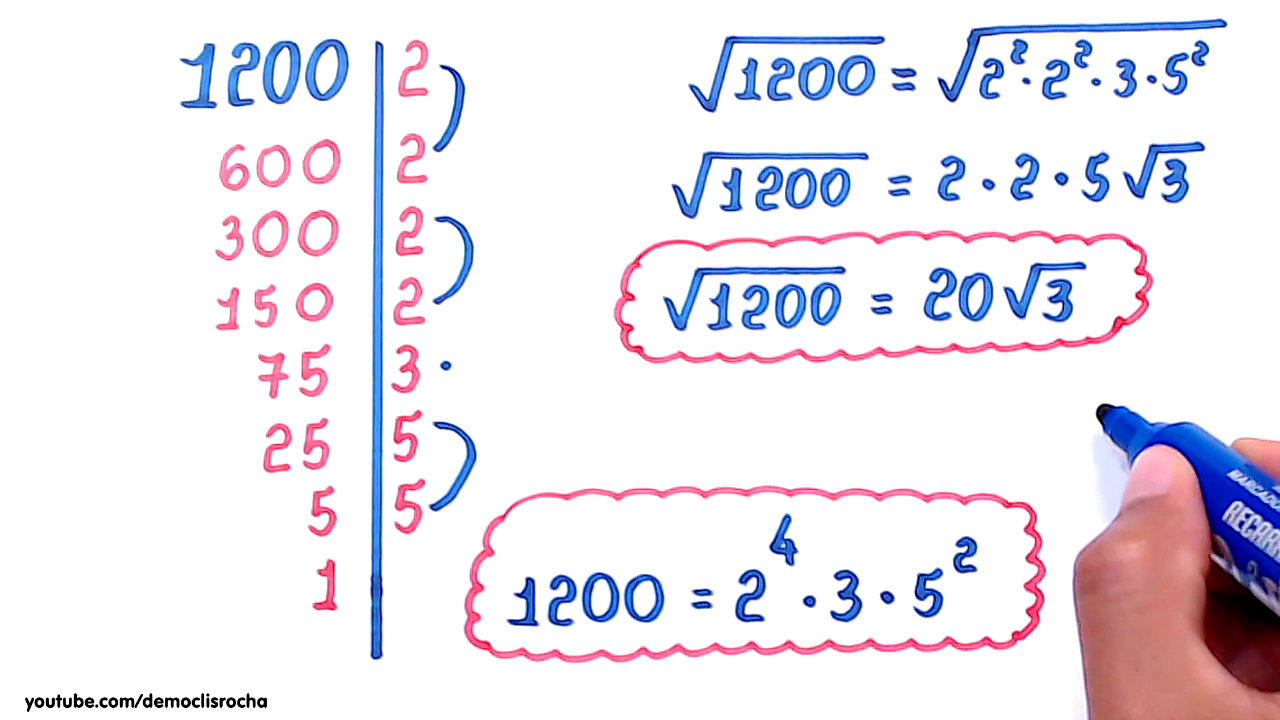 1200 | 2
600 | 2
300 | 2
150 | 2
75 | 3 ·
25 | 5
5 | 5
1
√1200 = √2² · 2² · 3 · 5²
√1200 = 2 · 2 · 5 √3
√1200 = 20 √3
1200 = 2⁴ · 3 · 5²
youtube.com/democlisrocha